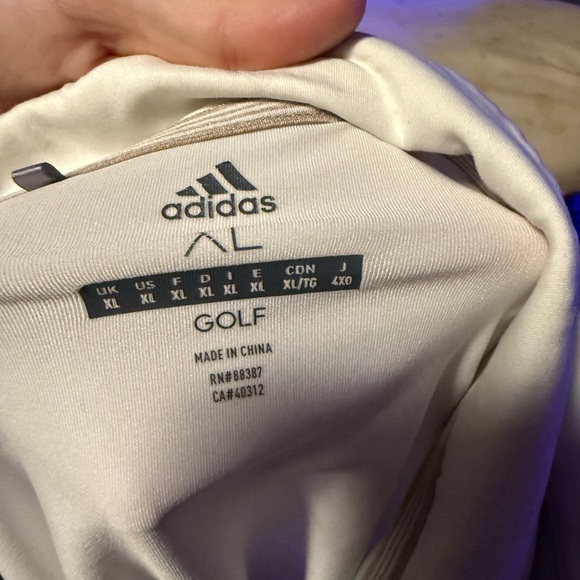 adidas
XL
UK US F D I E CDN J
XL XL XL XL XL XL XL/TG 4XO
GOLF
MADE IN CHINA
RN#88387
CA#40312